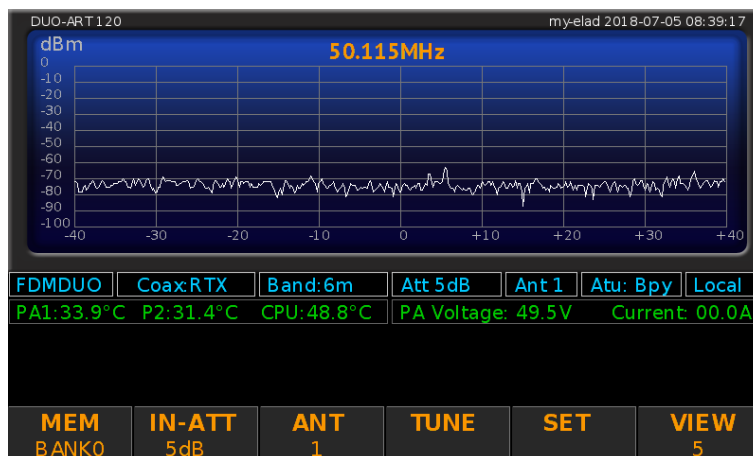 DUO-ART120 my-elad 2018-07-05 08:39:17
dBm
50.115MHz
0
-10
-20
-30
-40
-50
-60
-70
-80
-90
-100
-40 -30 -20 -10 0 +10 +20 +30 +40
FDMDUO Coax:RTX Band:6m Att 5dB Ant 1 Atu: Bpy Local
PA1:33.9°C P2:31.4°C CPU:48.8°C PA Voltage: 49.5V Current: 00.0A
MEM IN-ATT ANT TUNE SET VIEW
BANK0 5dB 1 5